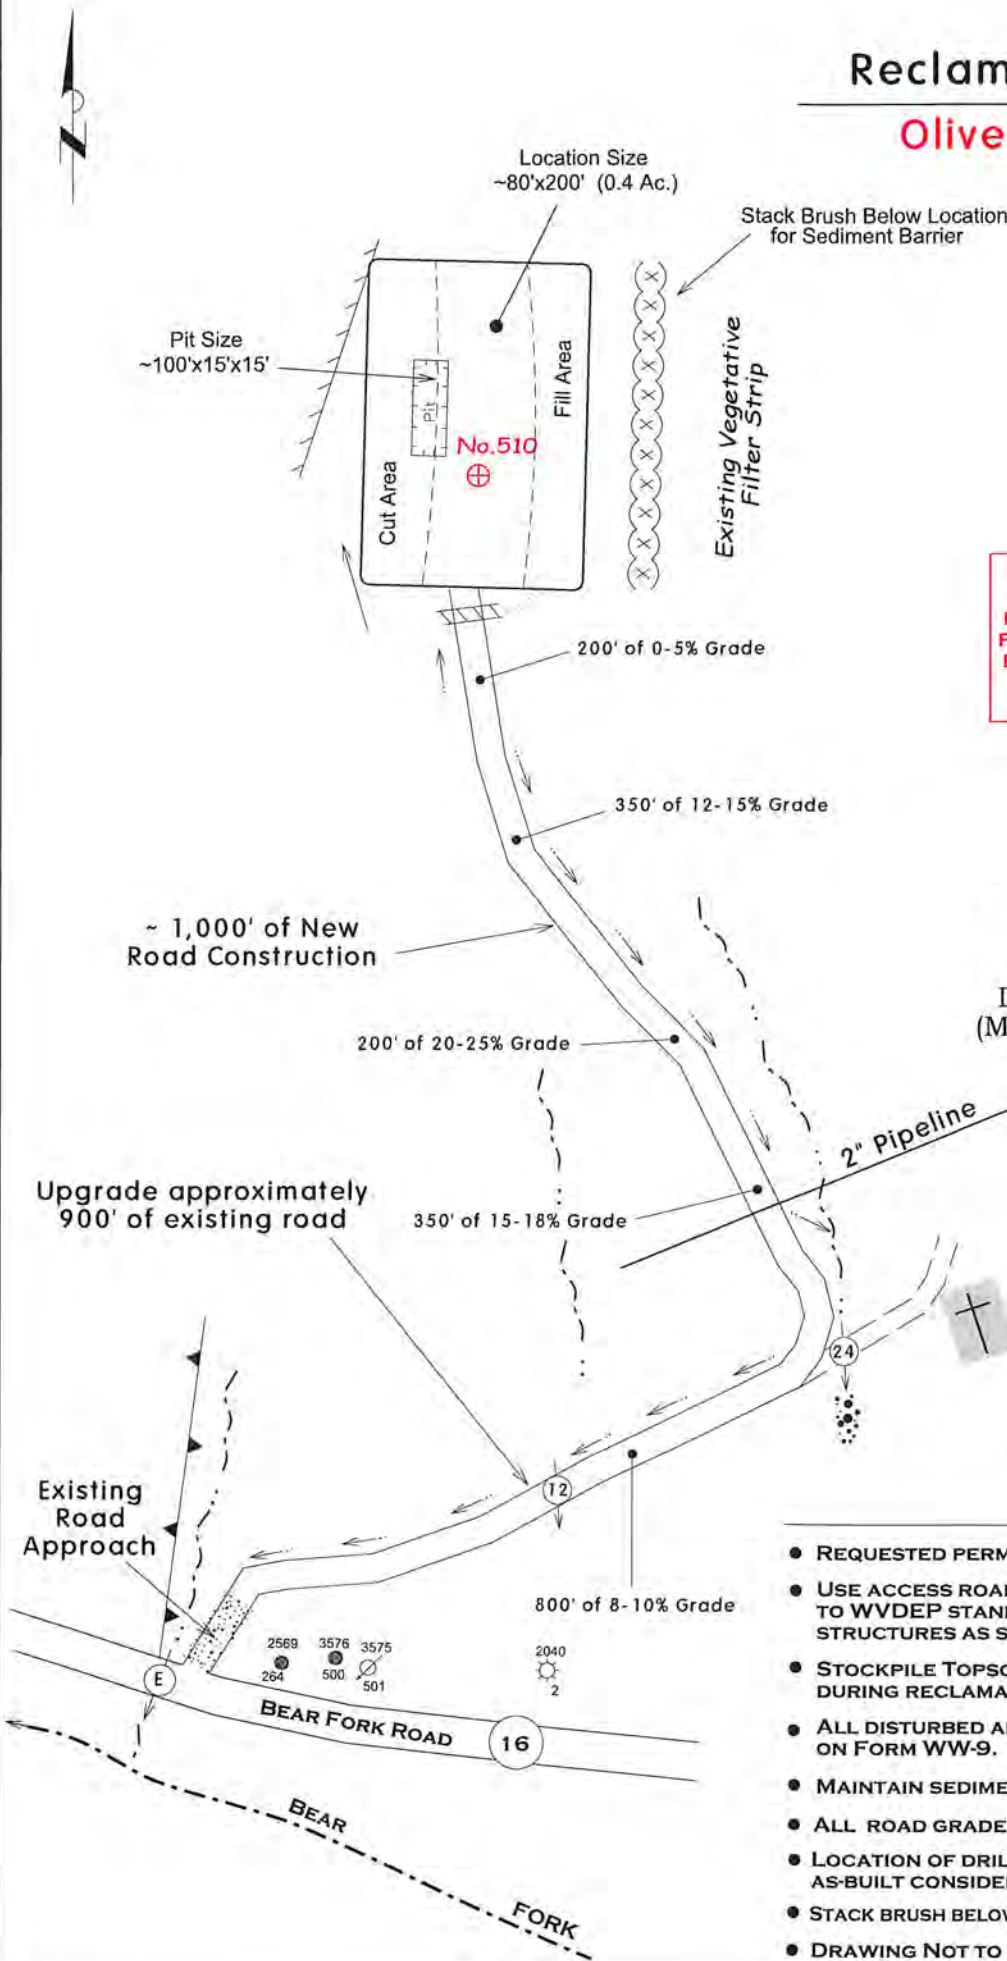 Reclam
Olive
Location Size
~80'x200' (0.4 Ac.)
Stack Brush Below Location
for Sediment Barrier
Pit Size
~100'x15'x15'
Pit
Cut Area
Fill Area
No.510
Existing Vegetative
Filter Strip
200' of 0-5% Grade
350' of 12-15% Grade
~ 1,000' of New
Road Construction
200' of 20-25% Grade
(M
2" Pipeline
Upgrade approximately
900' of existing road
350' of 15-18% Grade
24
12
Existing
Road
Approach
800' of 8-10% Grade
2569
264
3576
500
3575
501
2040
2
E
BEAR FORK ROAD
16
BEAR
FORK
REQUESTED PERM
USE ACCESS ROA
TO WVDEP STAN
STRUCTURES AS S
STOCKPILE TOPSO
DURING RECLAMA
ALL DISTURBED A
ON FORM WW-9.
MAINTAIN SEDIME
ALL ROAD GRADE
LOCATION OF DRIL
AS-BUILT CONSIDE
STACK BRUSH BELOW
DRAWING NOT TO